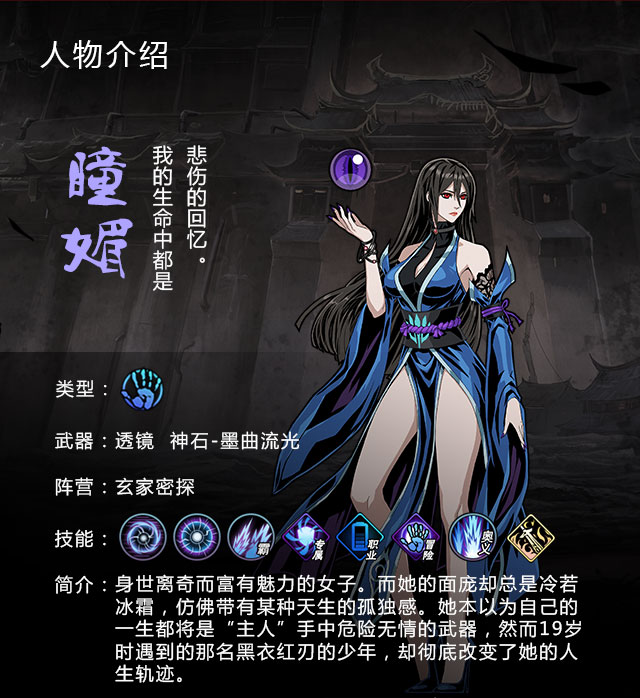 人物介绍
瞳媚
我的生命中都是
悲伤的回忆。
类型：
武器：透镜 神石-墨曲流光
阵营：玄家密探
技能：
霸
专属
职业
冒险
奥义
简介：身世离奇而富有魅力的女子。而她的面庞却总是冷若
冰霜，仿佛带有某种天生的孤独感。她本以为自己的
一生都将是“主人”手中危险无情的武器，然而19岁
时遇到的那名黑衣红刃的少年，却彻底改变了她的人
生轨迹。